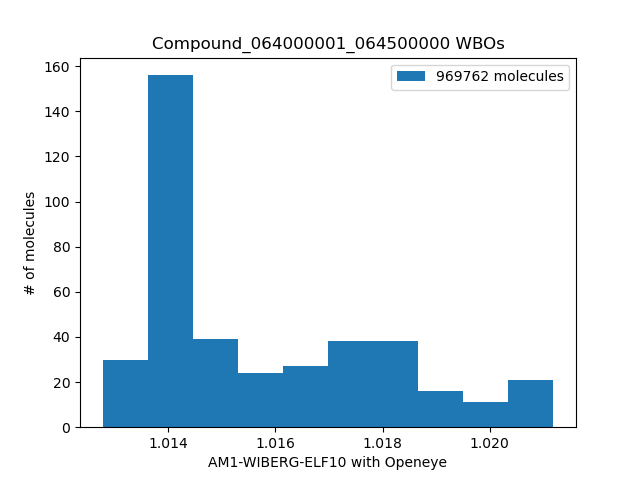 Compound_064000001_064500000 WBOs
969762 molecules
# of molecules
160
140
120
100
80
60
40
20
0
1.014 1.016 1.018 1.020
AM1-WIBERG-ELF10 with Openeye